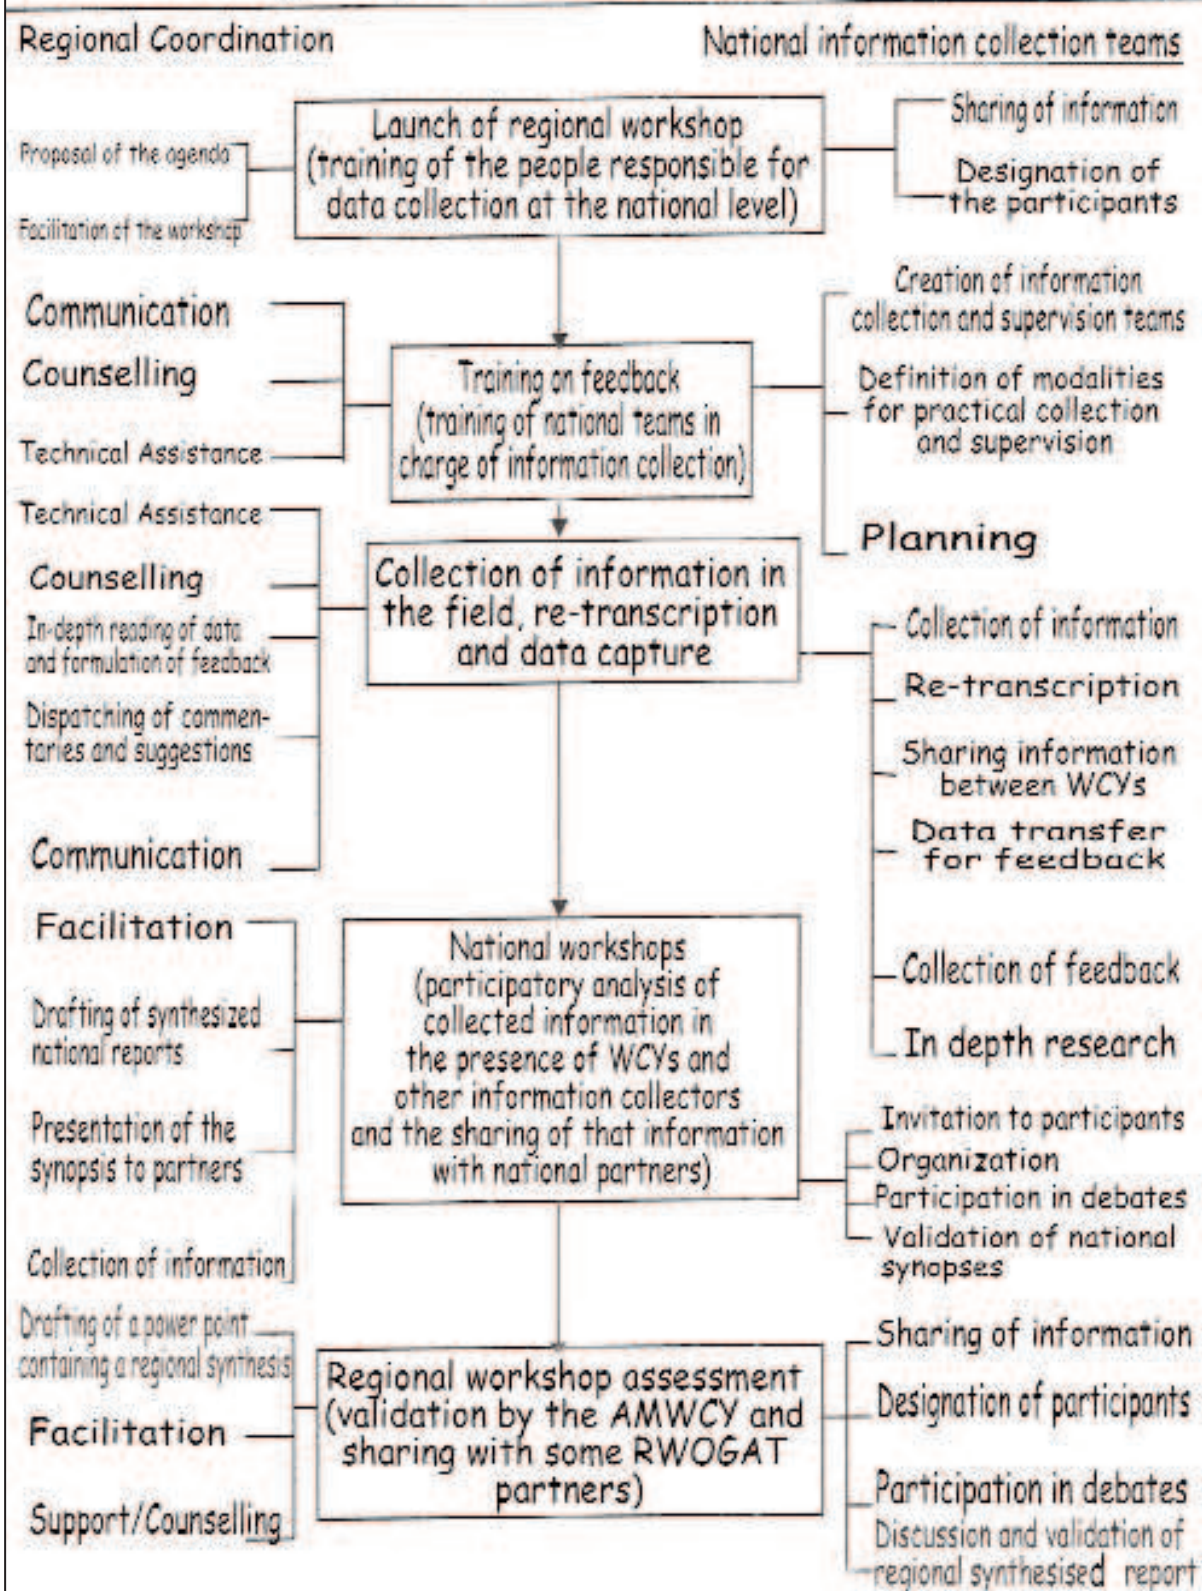 Regional Coordination
National information collection teams
Proposal of the agenda
Facilitation of the workshop
Launch of regional workshop
(training of the people responsible for
data collection at the national level)
Sharing of information
Designation of
the participants
Communication
Counselling
Technical Assistance
Training on feedback
(training of national teams in
charge of information collection)
Creation of information
collection and supervision teams
Definition of modalities
for practical collection
and supervision
Planning
Technical Assistance
Counselling
In-depth reading of data
and formulation of feedback
Dispatching of commen-
taries and suggestions
Communication
Collection of information in
the field, re-transcription
and data capture
Collection of information
Re-transcription
Sharing information
between WCYs
Data transfer
for feedback
Collection of feedback
In depth research
Facilitation
Drafting of synthesized
national reports
Presentation of the
synopsis to partners
Collection of information
National workshops
(participatory analysis of
collected information in
the presence of WCYs and
other information collectors
and the sharing of that information
with national partners)
Invitation to participants
Organization
Participation in debates
Validation of national
synopses
Drafting of a power point
containing a regional synthesis
Facilitation
Support/Counselling
Regional workshop assessment
(validation by the AMWCY and
sharing with some RWOGAT
partners)
Sharing of information
Designation of participants
Participation in debates
Discussion and validation of
regional synthesised report